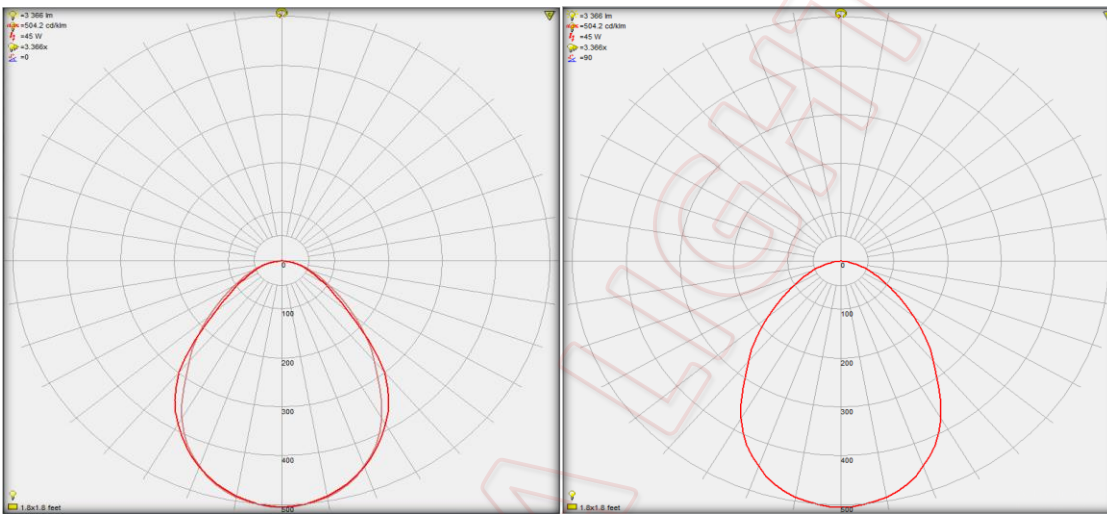 =3 366 lm
=504.2 cd/klm
=45 W
=3.366x
=0
0
100
200
300
400
500
1.8x1.8 feet
=3 366 lm
=504.2 cd/klm
=45 W
=3.366x
=90
0
100
200
300
400
500
1.8x1.8 feet
LIGHT